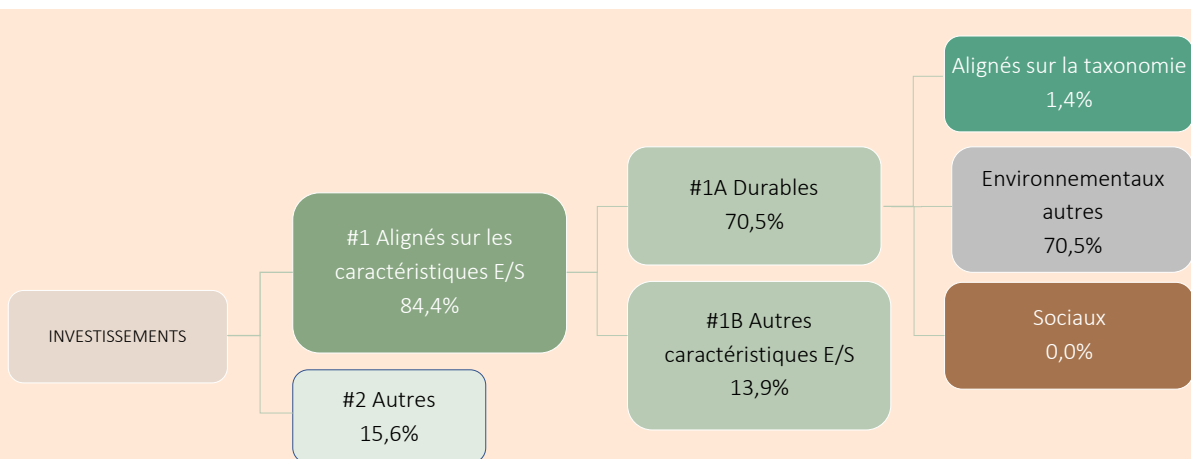 INVESTISSEMENTS
#1 Alignés sur les
caractéristiques E/S
84,4%
#2 Autres
15,6%
#1A Durables
70,5%
#1B Autres
caractéristiques E/S
13,9%
Alignés sur la taxonomie
1,4%
Environnementaux
autres
70,5%
Sociaux
0,0%